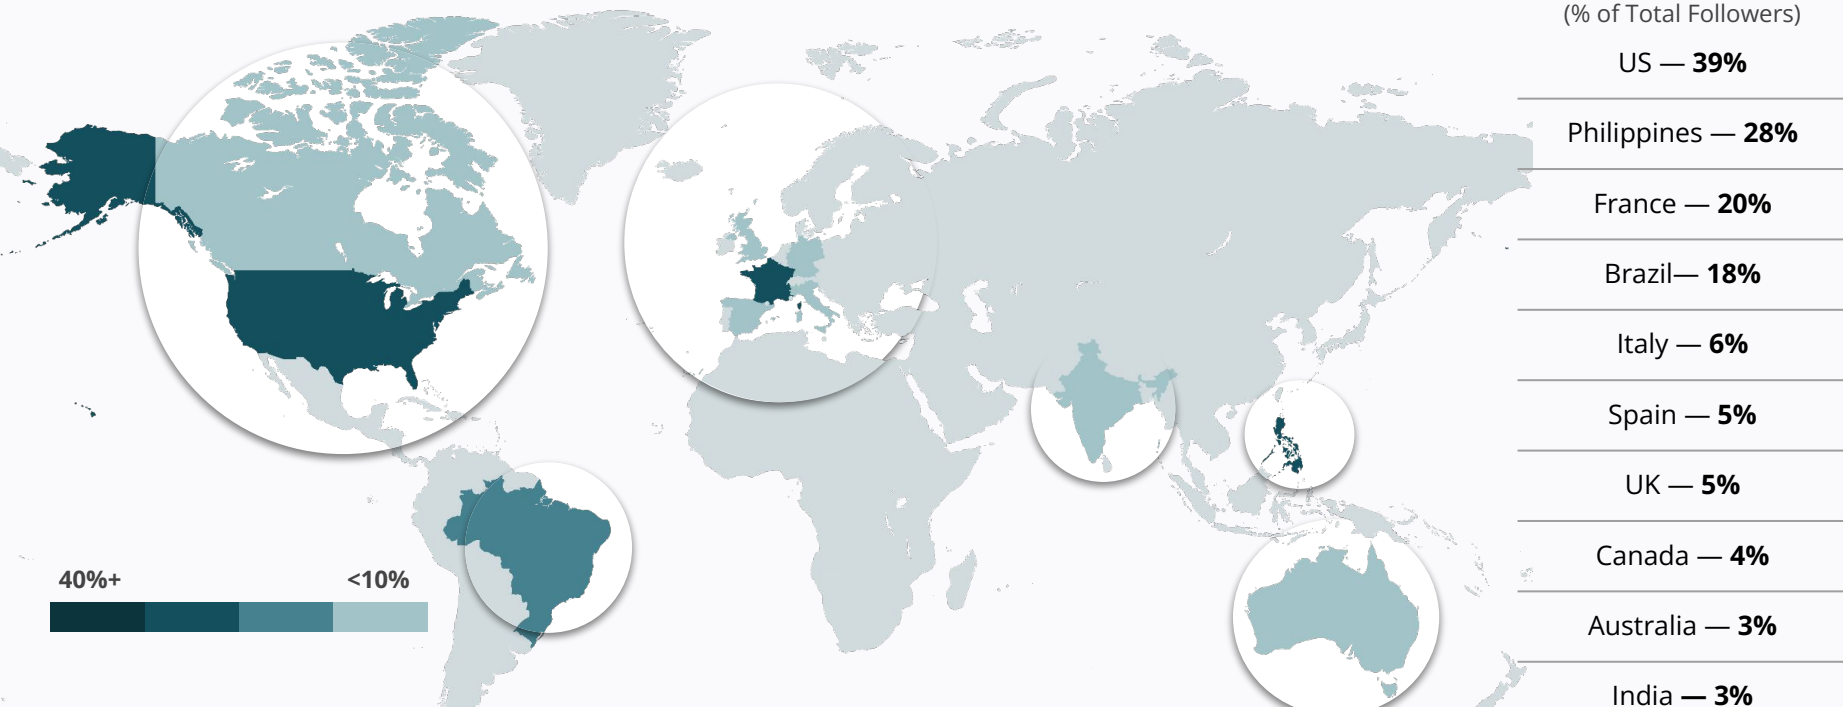 (% of Total Followers)
US — 39%
Philippines — 28%
France — 20%
Brazil— 18%
Italy — 6%
Spain — 5%
UK — 5%
Canada — 4%
Australia — 3%
India — 3%
40%+ <10%